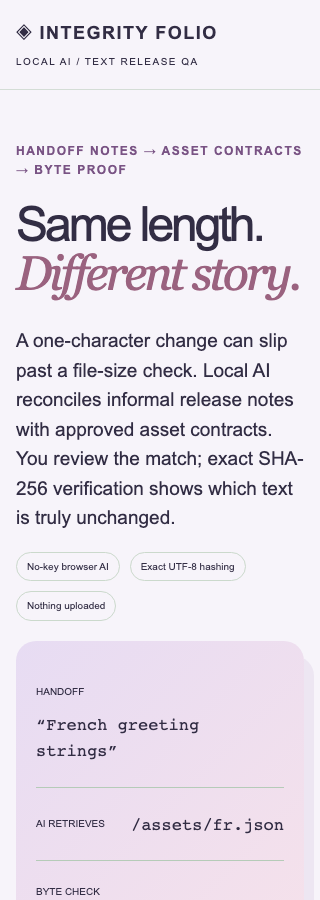 ◈ INTEGRITY FOLIO
LOCAL AI / TEXT RELEASE QA
HANDOFF NOTES → ASSET CONTRACTS
→ BYTE PROOF
Same length.
Different story.
A one-character change can slip
past a file-size check. Local AI
reconciles informal release notes
with approved asset contracts.
You review the match; exact SHA-
256 verification shows which text
is truly unchanged.
No-key browser AI
Exact UTF-8 hashing
Nothing uploaded
HANDOFF
“French greeting
strings”
AI RETRIEVES /assets/fr.json
BYTE CHECK